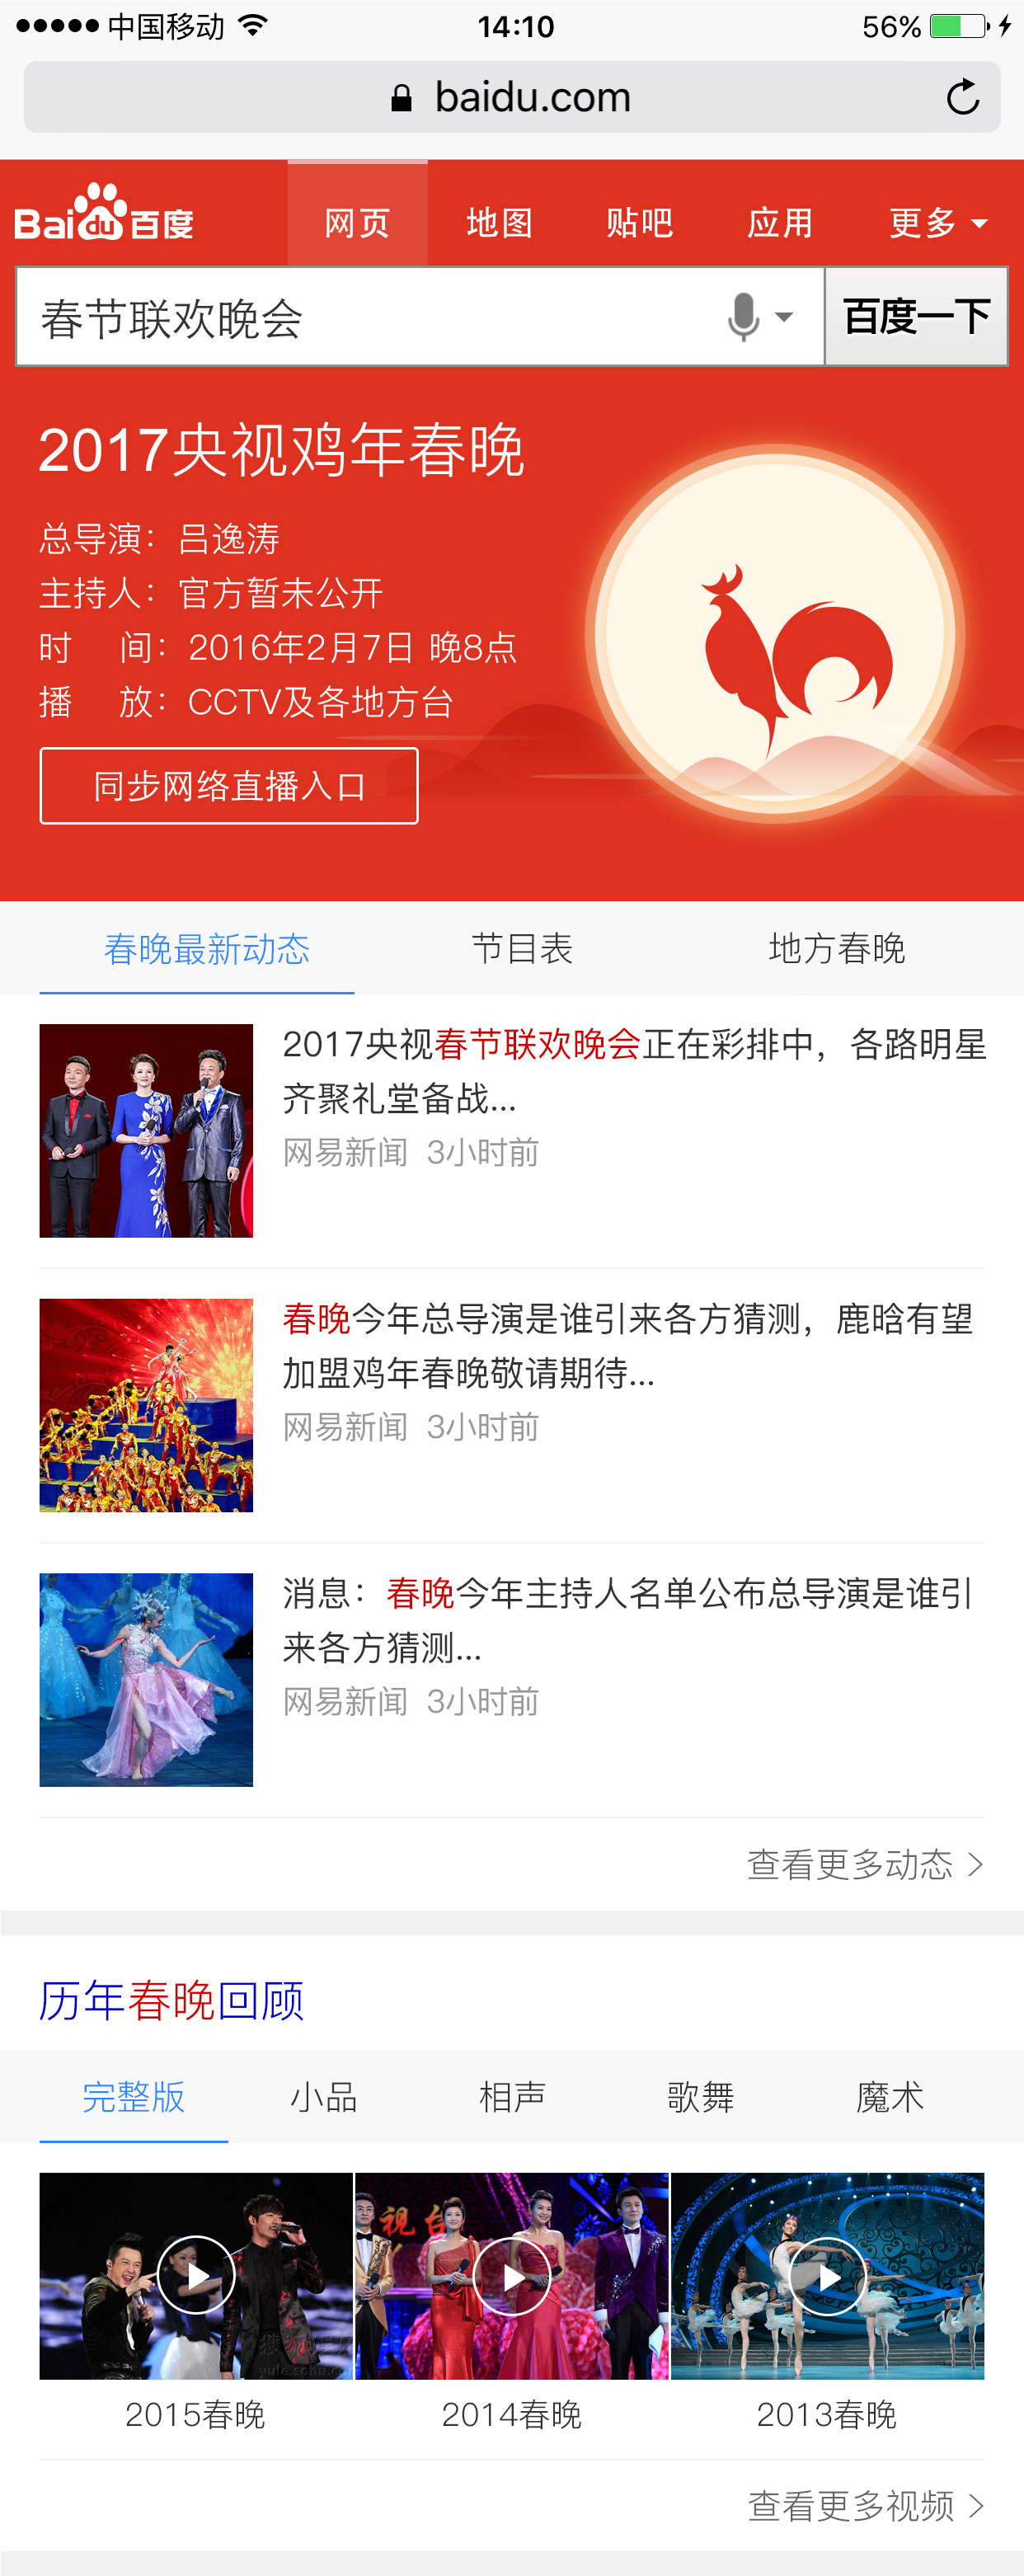 中国移动 14:10 56%
baidu.com
Baidu百度 网页 地图 贴吧 应用 更多
春节联欢晚会 百度一下
2017央视鸡年春晚
总导演：吕逸涛
主持人：官方暂未公开
时 间：2016年2月7日 晚8点
播 放：CCTV及各地方台
同步网络直播入口
春晚最新动态 节目表 地方春晚
2017央视春节联欢晚会正在彩排中，各路明星
齐聚礼堂备战...
网易新闻 3小时前
春晚今年总导演是谁引来各方猜测，鹿晗有望
加盟鸡年春晚敬请期待...
网易新闻 3小时前
消息：春晚今年主持人名单公布总导演是谁引
来各方猜测...
网易新闻 3小时前
查看更多动态 >
历年春晚回顾
完整版 小品 相声 歌舞 魔术
视台
yule.sohu.co
2015春晚 2014春晚 2013春晚
查看更多视频 >